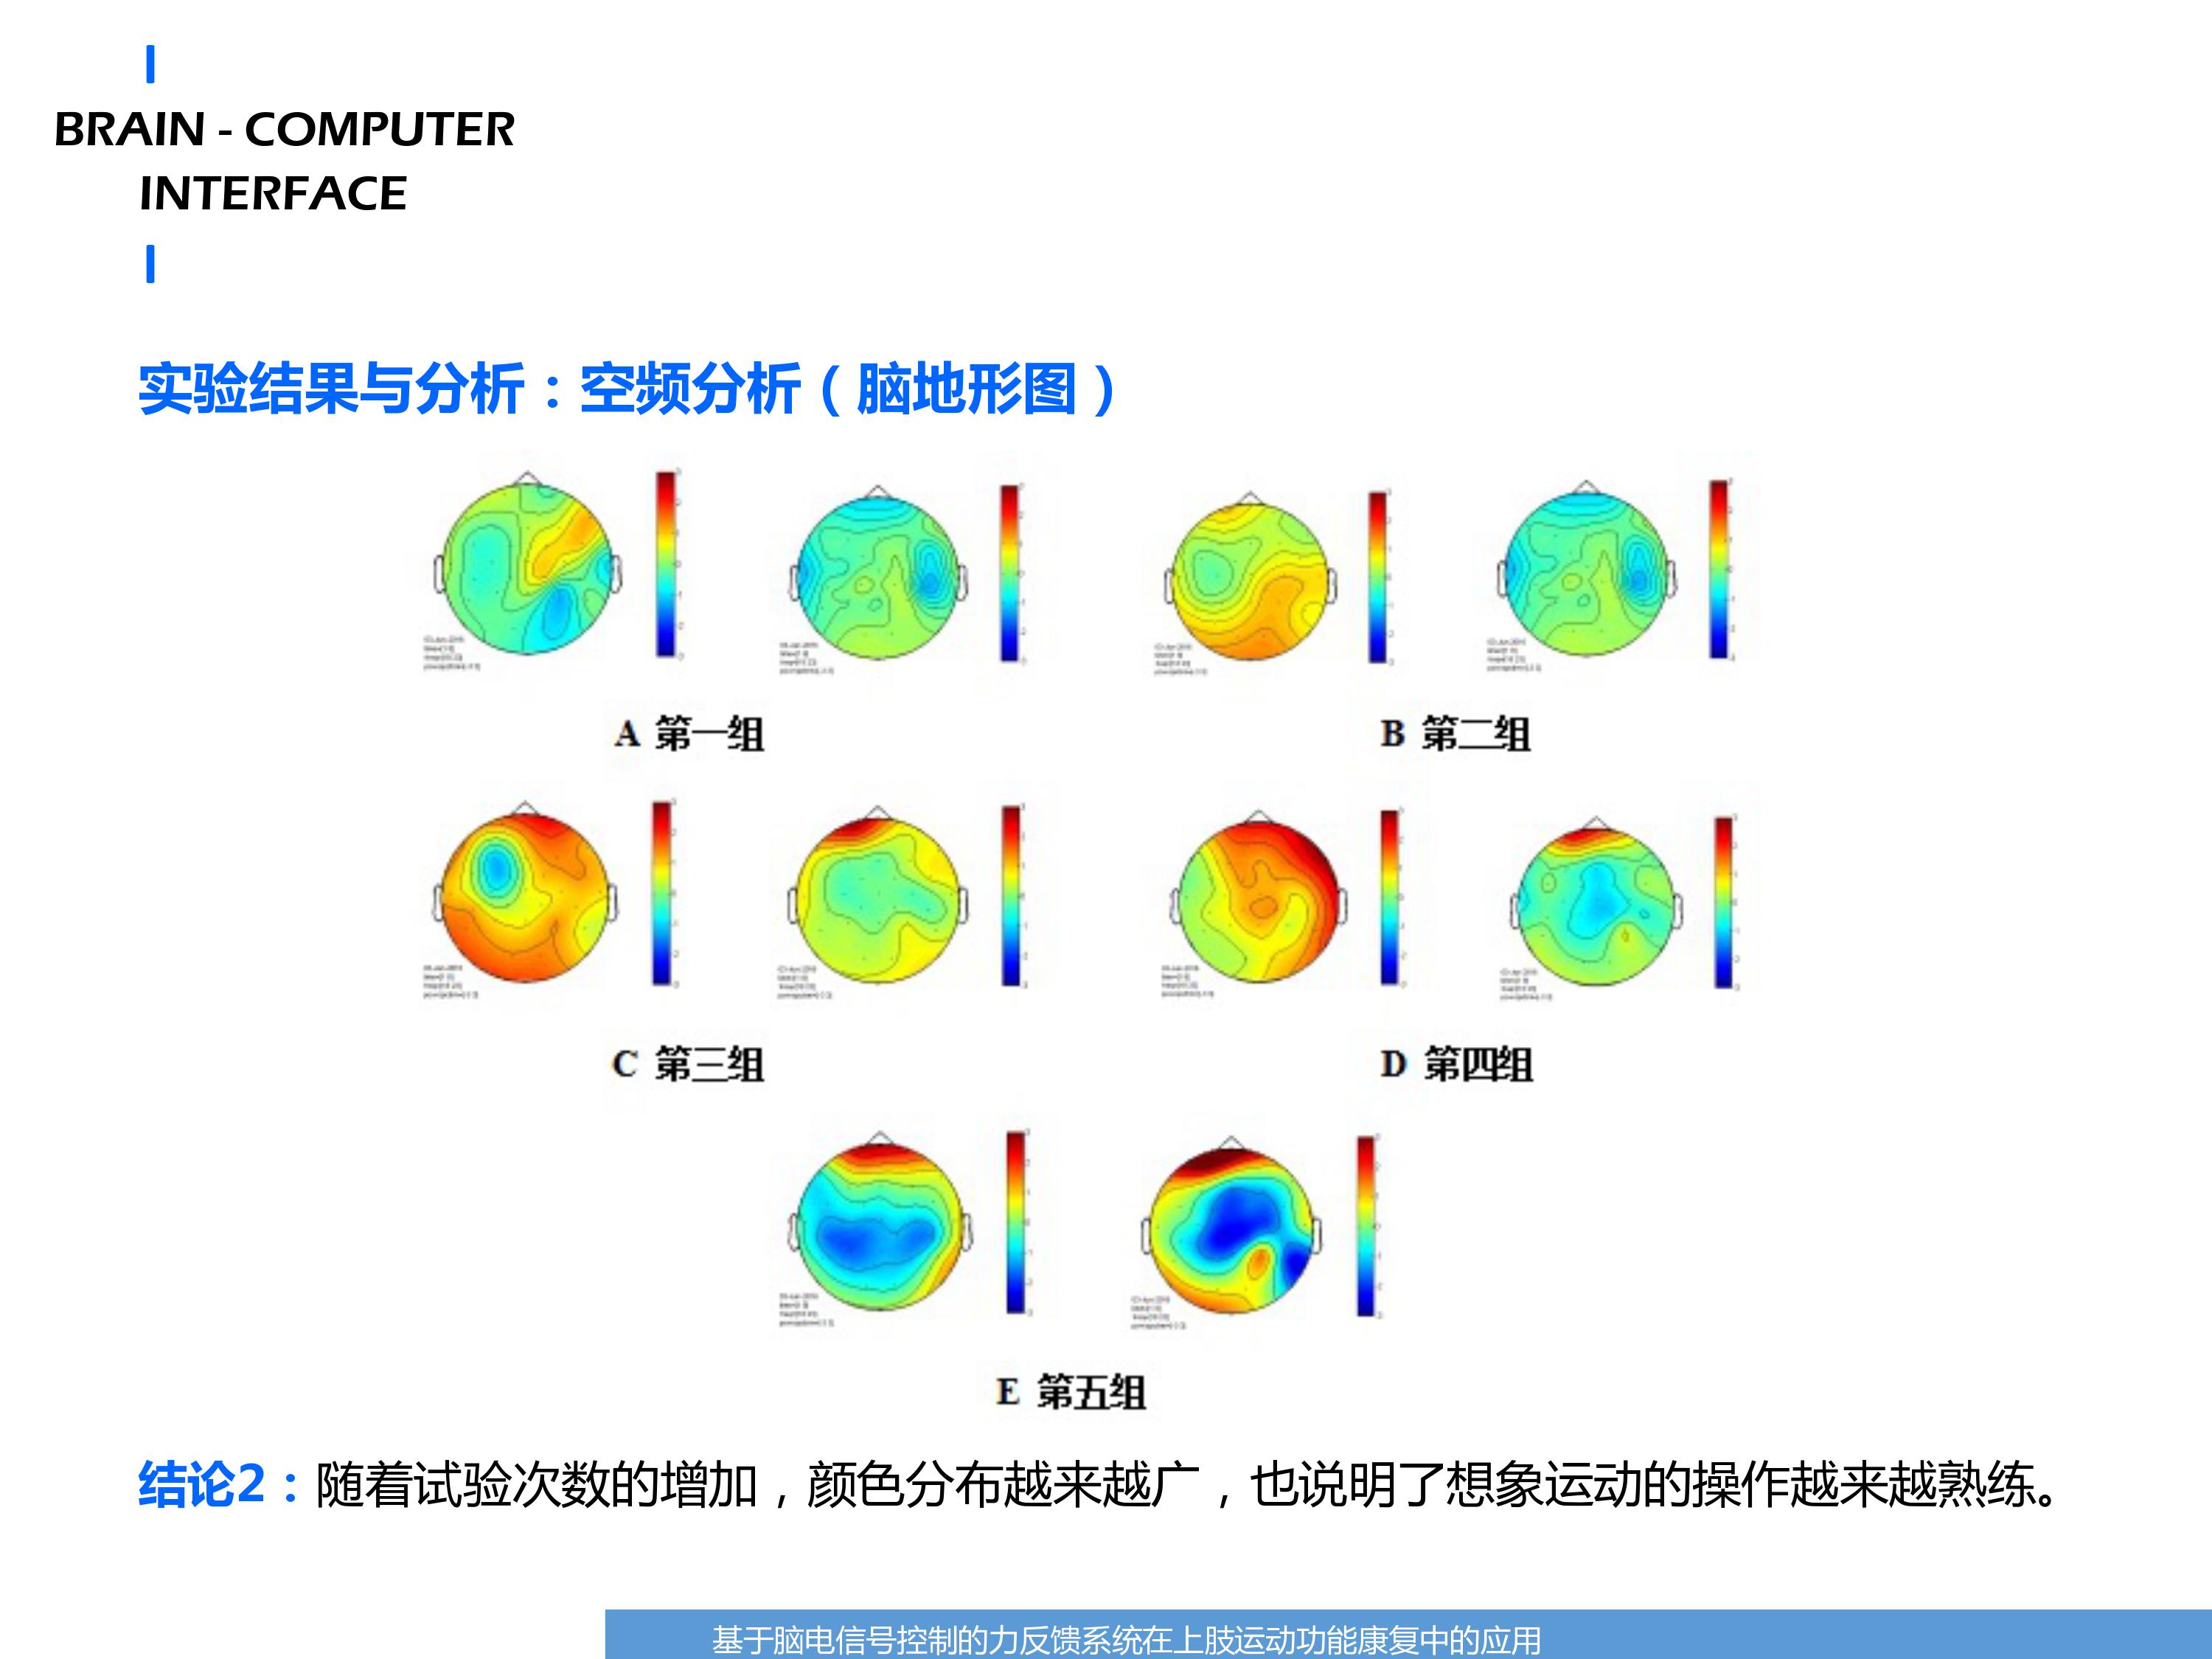 BRAIN - COMPUTER
INTERFACE
实验结果与分析：空频分析（脑地形图）
A 第一组
B 第二组
C 第三组
D 第四组
E 第五组
结论2：随着试验次数的增加，颜色分布越来越广 ，也说明了想象运动的操作越来越熟练。
基于脑电信号控制的力反馈系统在上肢运动功能康复中的应用